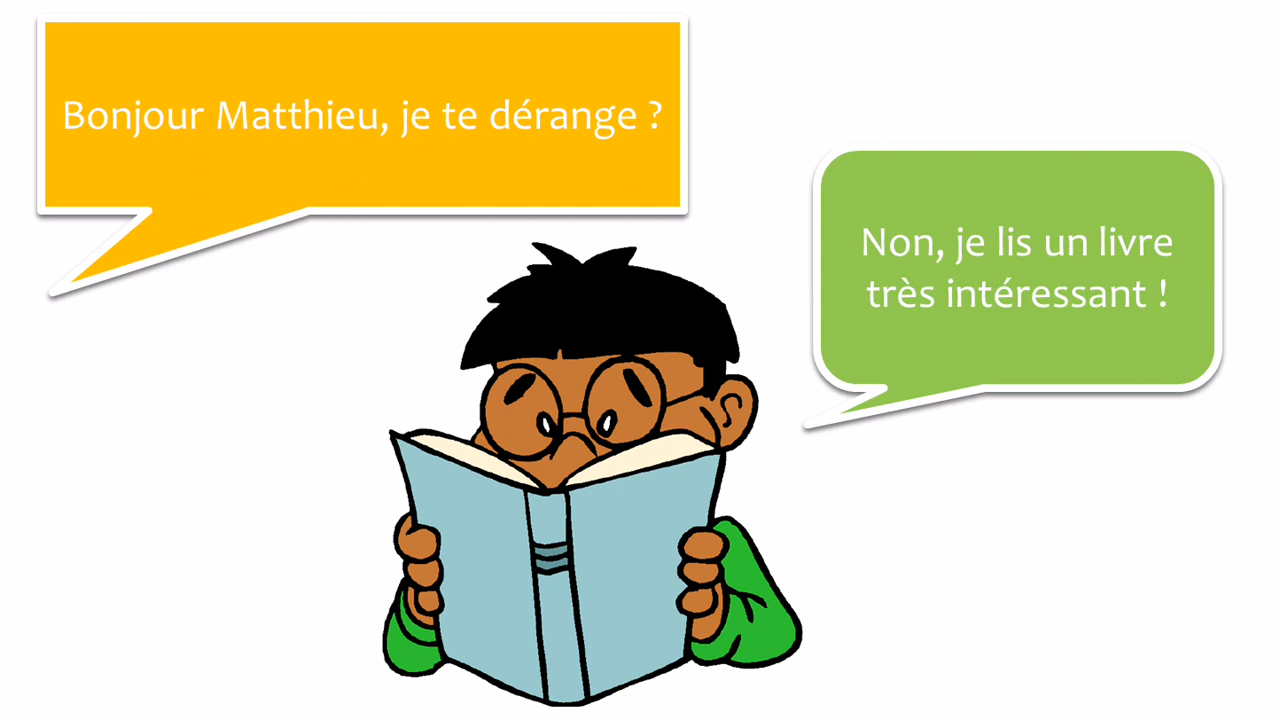 Bonjour Matthieu, je te dérange ?
Non, je lis un livre
très intéressant !